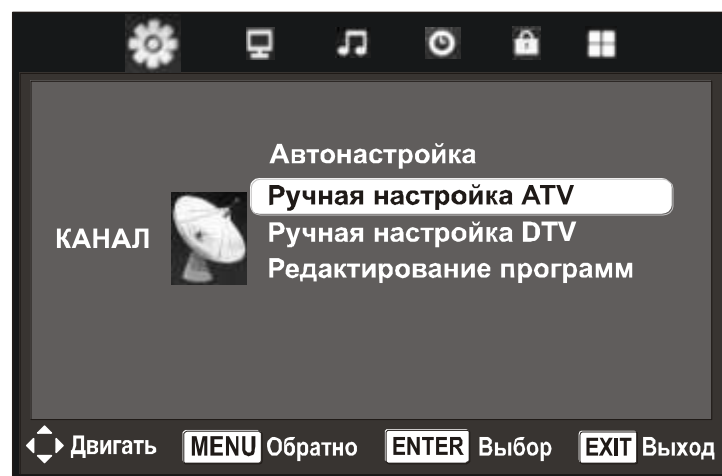 Автонастройка
Ручная настройка ATV
КАНАЛ
Ручная настройка DTV
Редактирование программ
Двигать MENU Обратно ENTER Выбор EXIT Выход